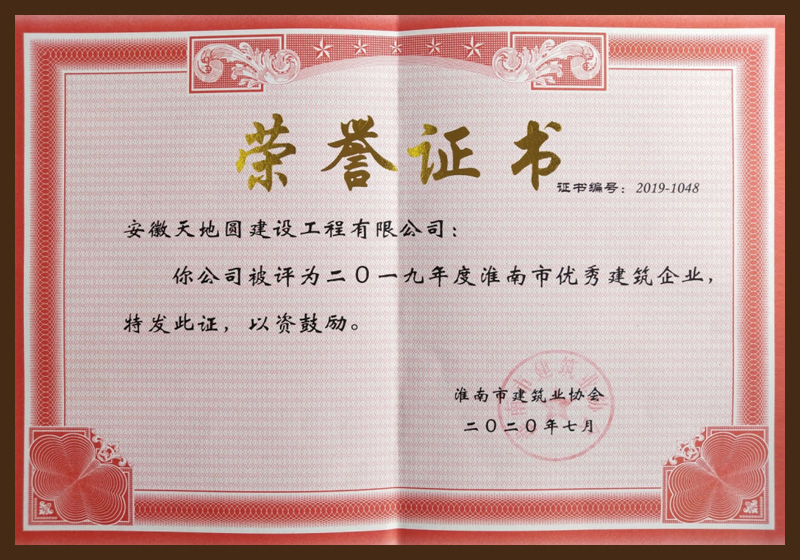 荣誉证书
证书编号：2019-1048
安徽天地圆建设工程有限公司：
你公司被评为二〇一九年度淮南市优秀建筑企业，
特发此证，以资鼓励。
淮南市建筑业协会
二〇二〇年七月